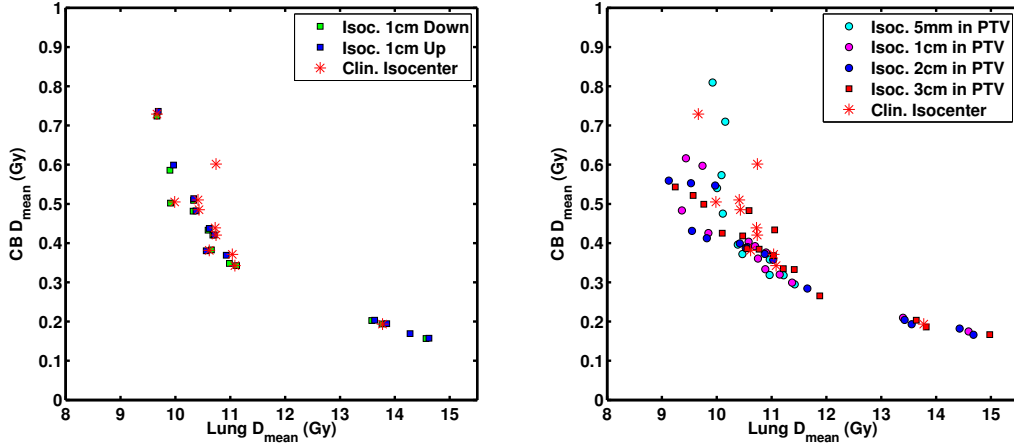 1
0.9
0.8
0.7
0.6
0.5
0.4
0.3
0.2
0.1
0
8 9 10 11 12 13 14 15
CB D_mean (Gy)
Lung D_mean (Gy)
Isoc. 1cm Down
Isoc. 1cm Up
Clin. Isocenter
1
0.9
0.8
0.7
0.6
0.5
0.4
0.3
0.2
0.1
0
8 9 10 11 12 13 14 15
CB D_mean (Gy)
Lung D_mean (Gy)
Isoc. 5mm in PTV
Isoc. 1cm in PTV
Isoc. 2cm in PTV
Isoc. 3cm in PTV
Clin. Isocenter